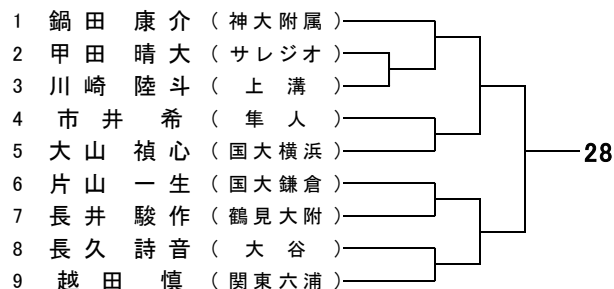 1 鍋田 康介 (神大附属)
2 甲田 晴大 (サレジオ)
3 川崎 陸斗 (上溝)
4 市井 希 (隼人)
5 大山 禎心 (国大横浜)
6 片山 一生 (国大鎌倉)
7 長井 駿作 (鶴見大附)
8 長久 詩音 (大谷)
9 越田 慎 (関東六浦)
28